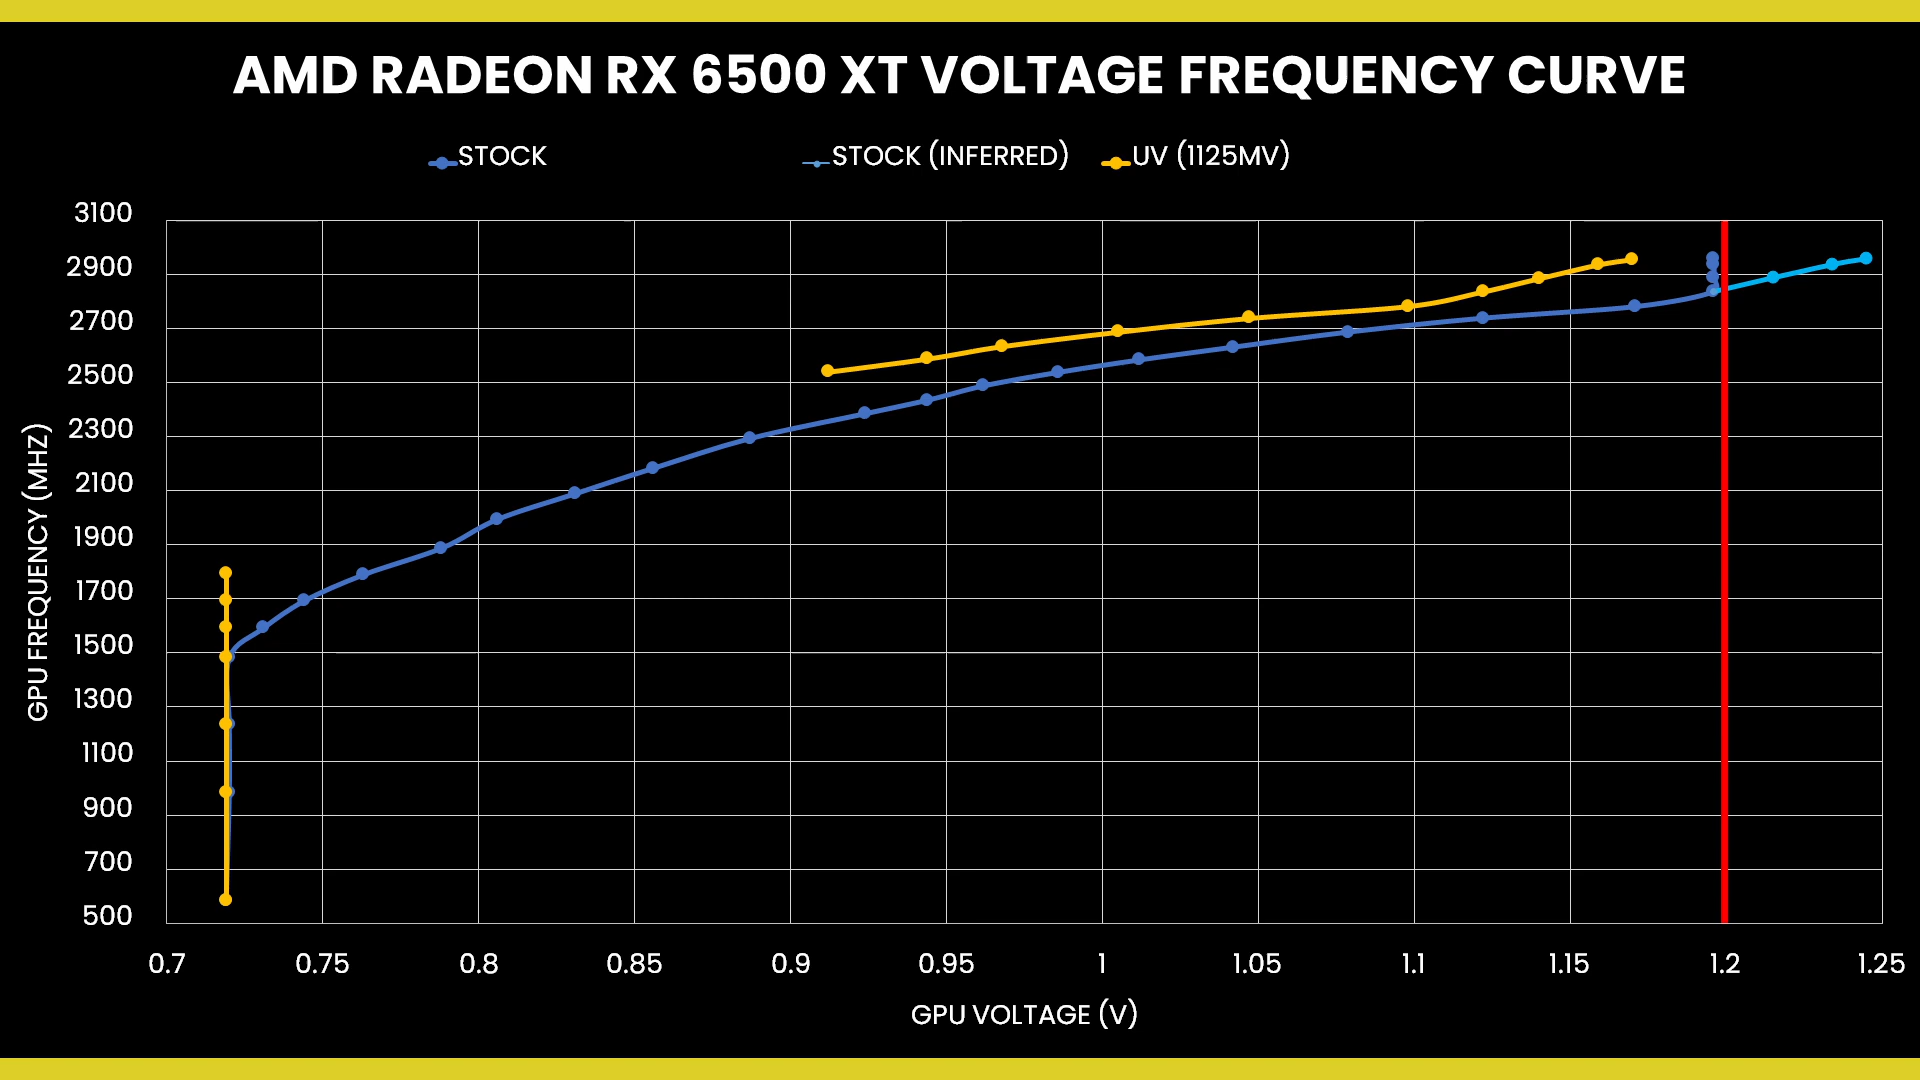 AMD RADEON RX 6500 XT VOLTAGE FREQUENCY CURVE
STOCK STOCK (INFERRED) UV (1125MV)
3100
2900
2700
2500
2300
2100
1900
1700
1500
1300
1100
900
700
500
GPU FREQUENCY (MHZ)
0.7 0.75 0.8 0.85 0.9 0.95 1 1.05 1.1 1.15 1.2 1.25
GPU VOLTAGE (V)